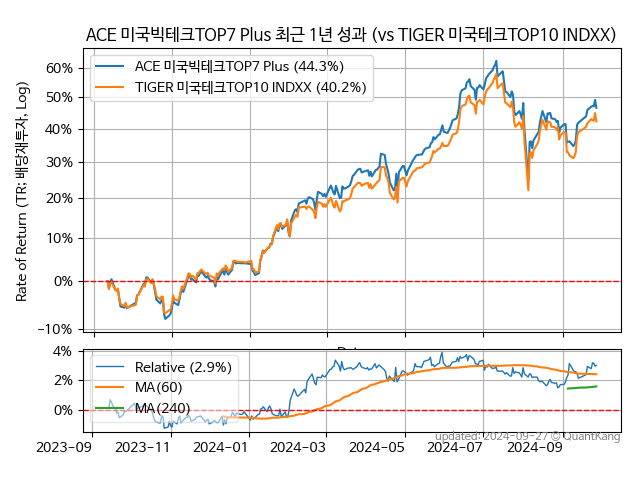 ACE 미국빅테크TOP7 Plus 최근 1년 성과 (vs TIGER 미국테크TOP10 INDXX)
Rate of Return (TR: 배당재투자, Log)
60%
50%
40%
30%
20%
10%
0%
−10%
ACE 미국빅테크TOP7 Plus (44.3%)
TIGER 미국테크TOP10 INDXX (40.2%)
4%
2%
0%
Relative (2.9%)
MA(60)
MA(240)
2023-09 2023-11 2024-01 2024-03 2024-05 2024-07 2024-09
updated: 2024-09-27 © QuantKang